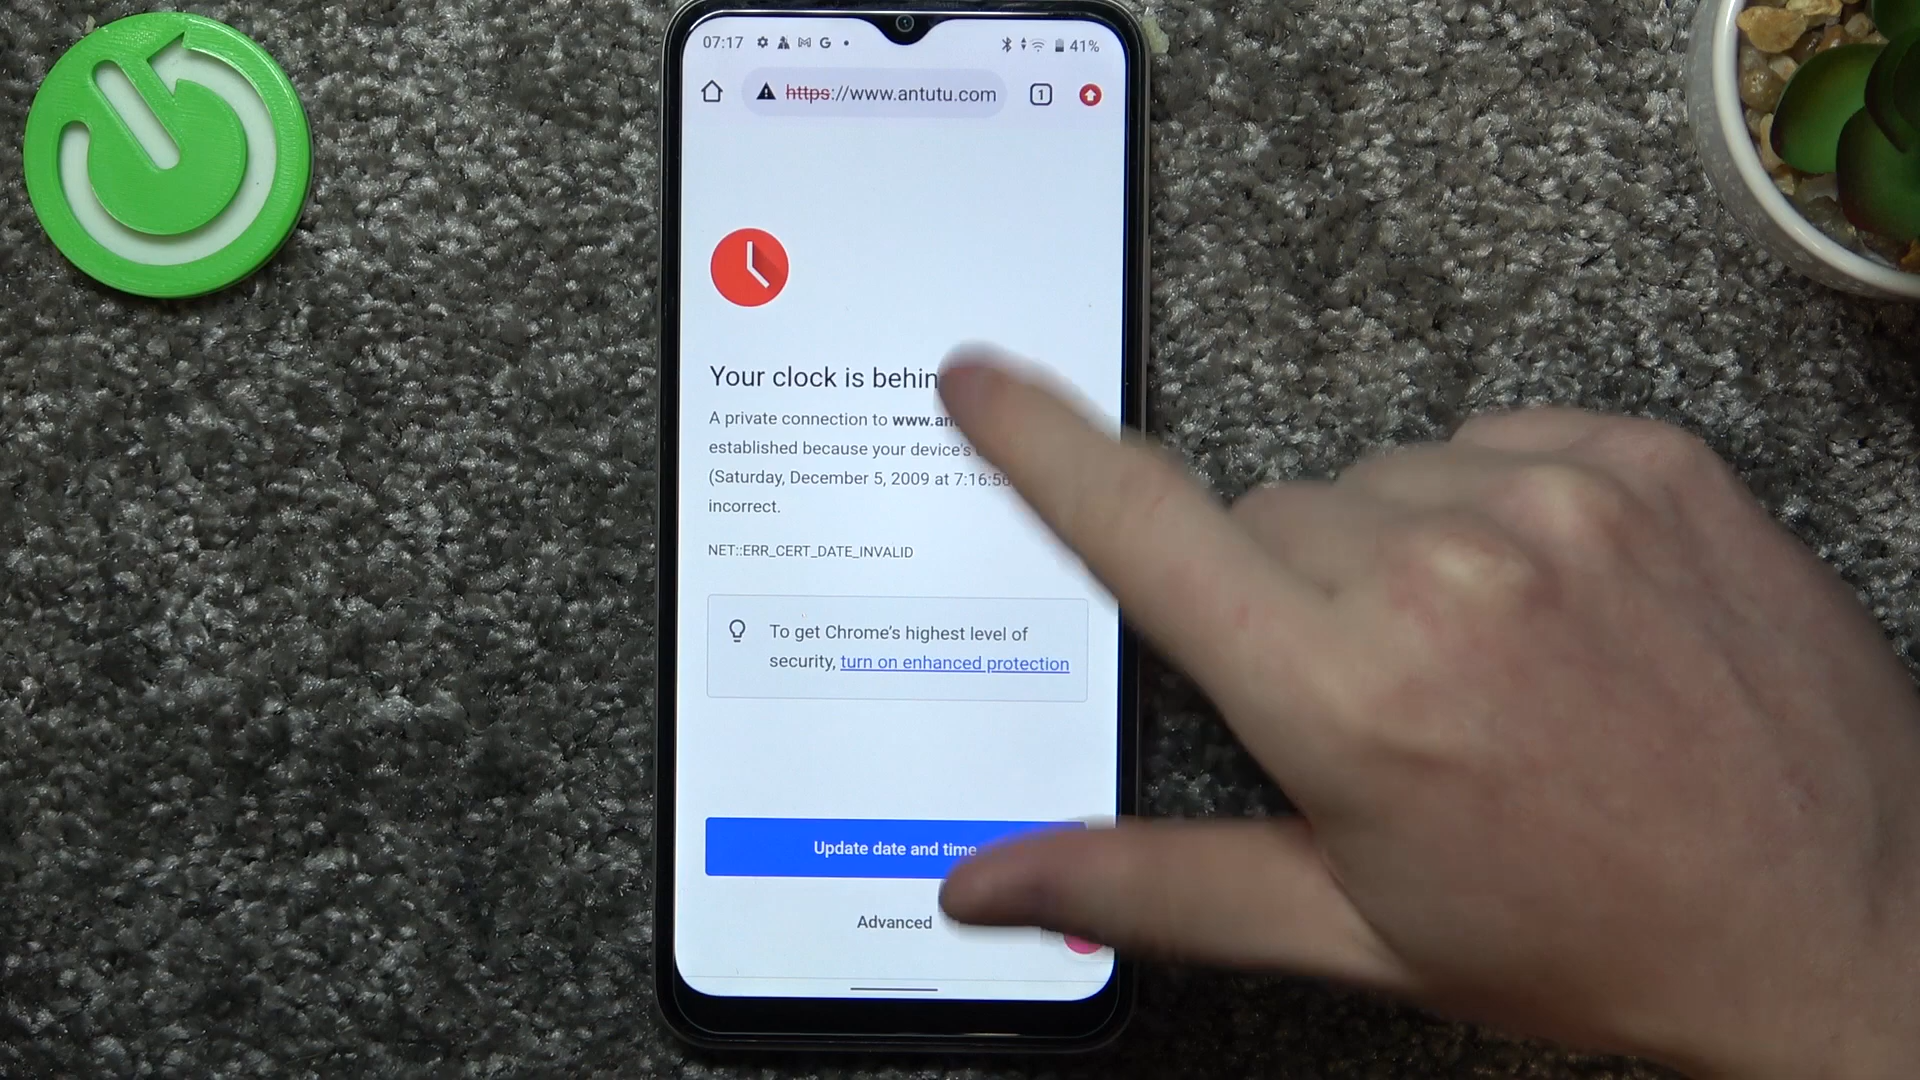 07:17 G 41%
https://www.antutu.com 1
Your clock is behin
A private connection to www.an
established because your device's
(Saturday, December 5, 2009 at 7:16:56
incorrect.
NET::ERR_CERT_DATE_INVALID
To get Chrome's highest level of
security, turn on enhanced protection
Update date and time
Advanced